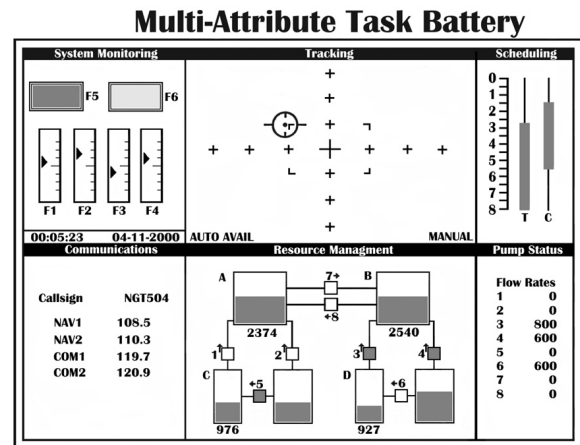 Multi-Attribute Task Battery
System Monitoring
F5 F6
F1 F2 F3 F4
00:05:23 04-11-2000
Tracking
AUTO AVAIL MANUAL
Scheduling
0
1
2
3
4
5
6
7
8
T C
Communications
Callsign NGT504
NAV1 108.5
NAV2 110.3
COM1 119.7
COM2 120.9
Resource Managment
A 7 B
8
2374 2540
1 2 3 4
C 5 D 6
976 927
Pump Status
Flow Rates
1 0
2 0
3 800
4 600
5 0
6 600
7 0
8 0